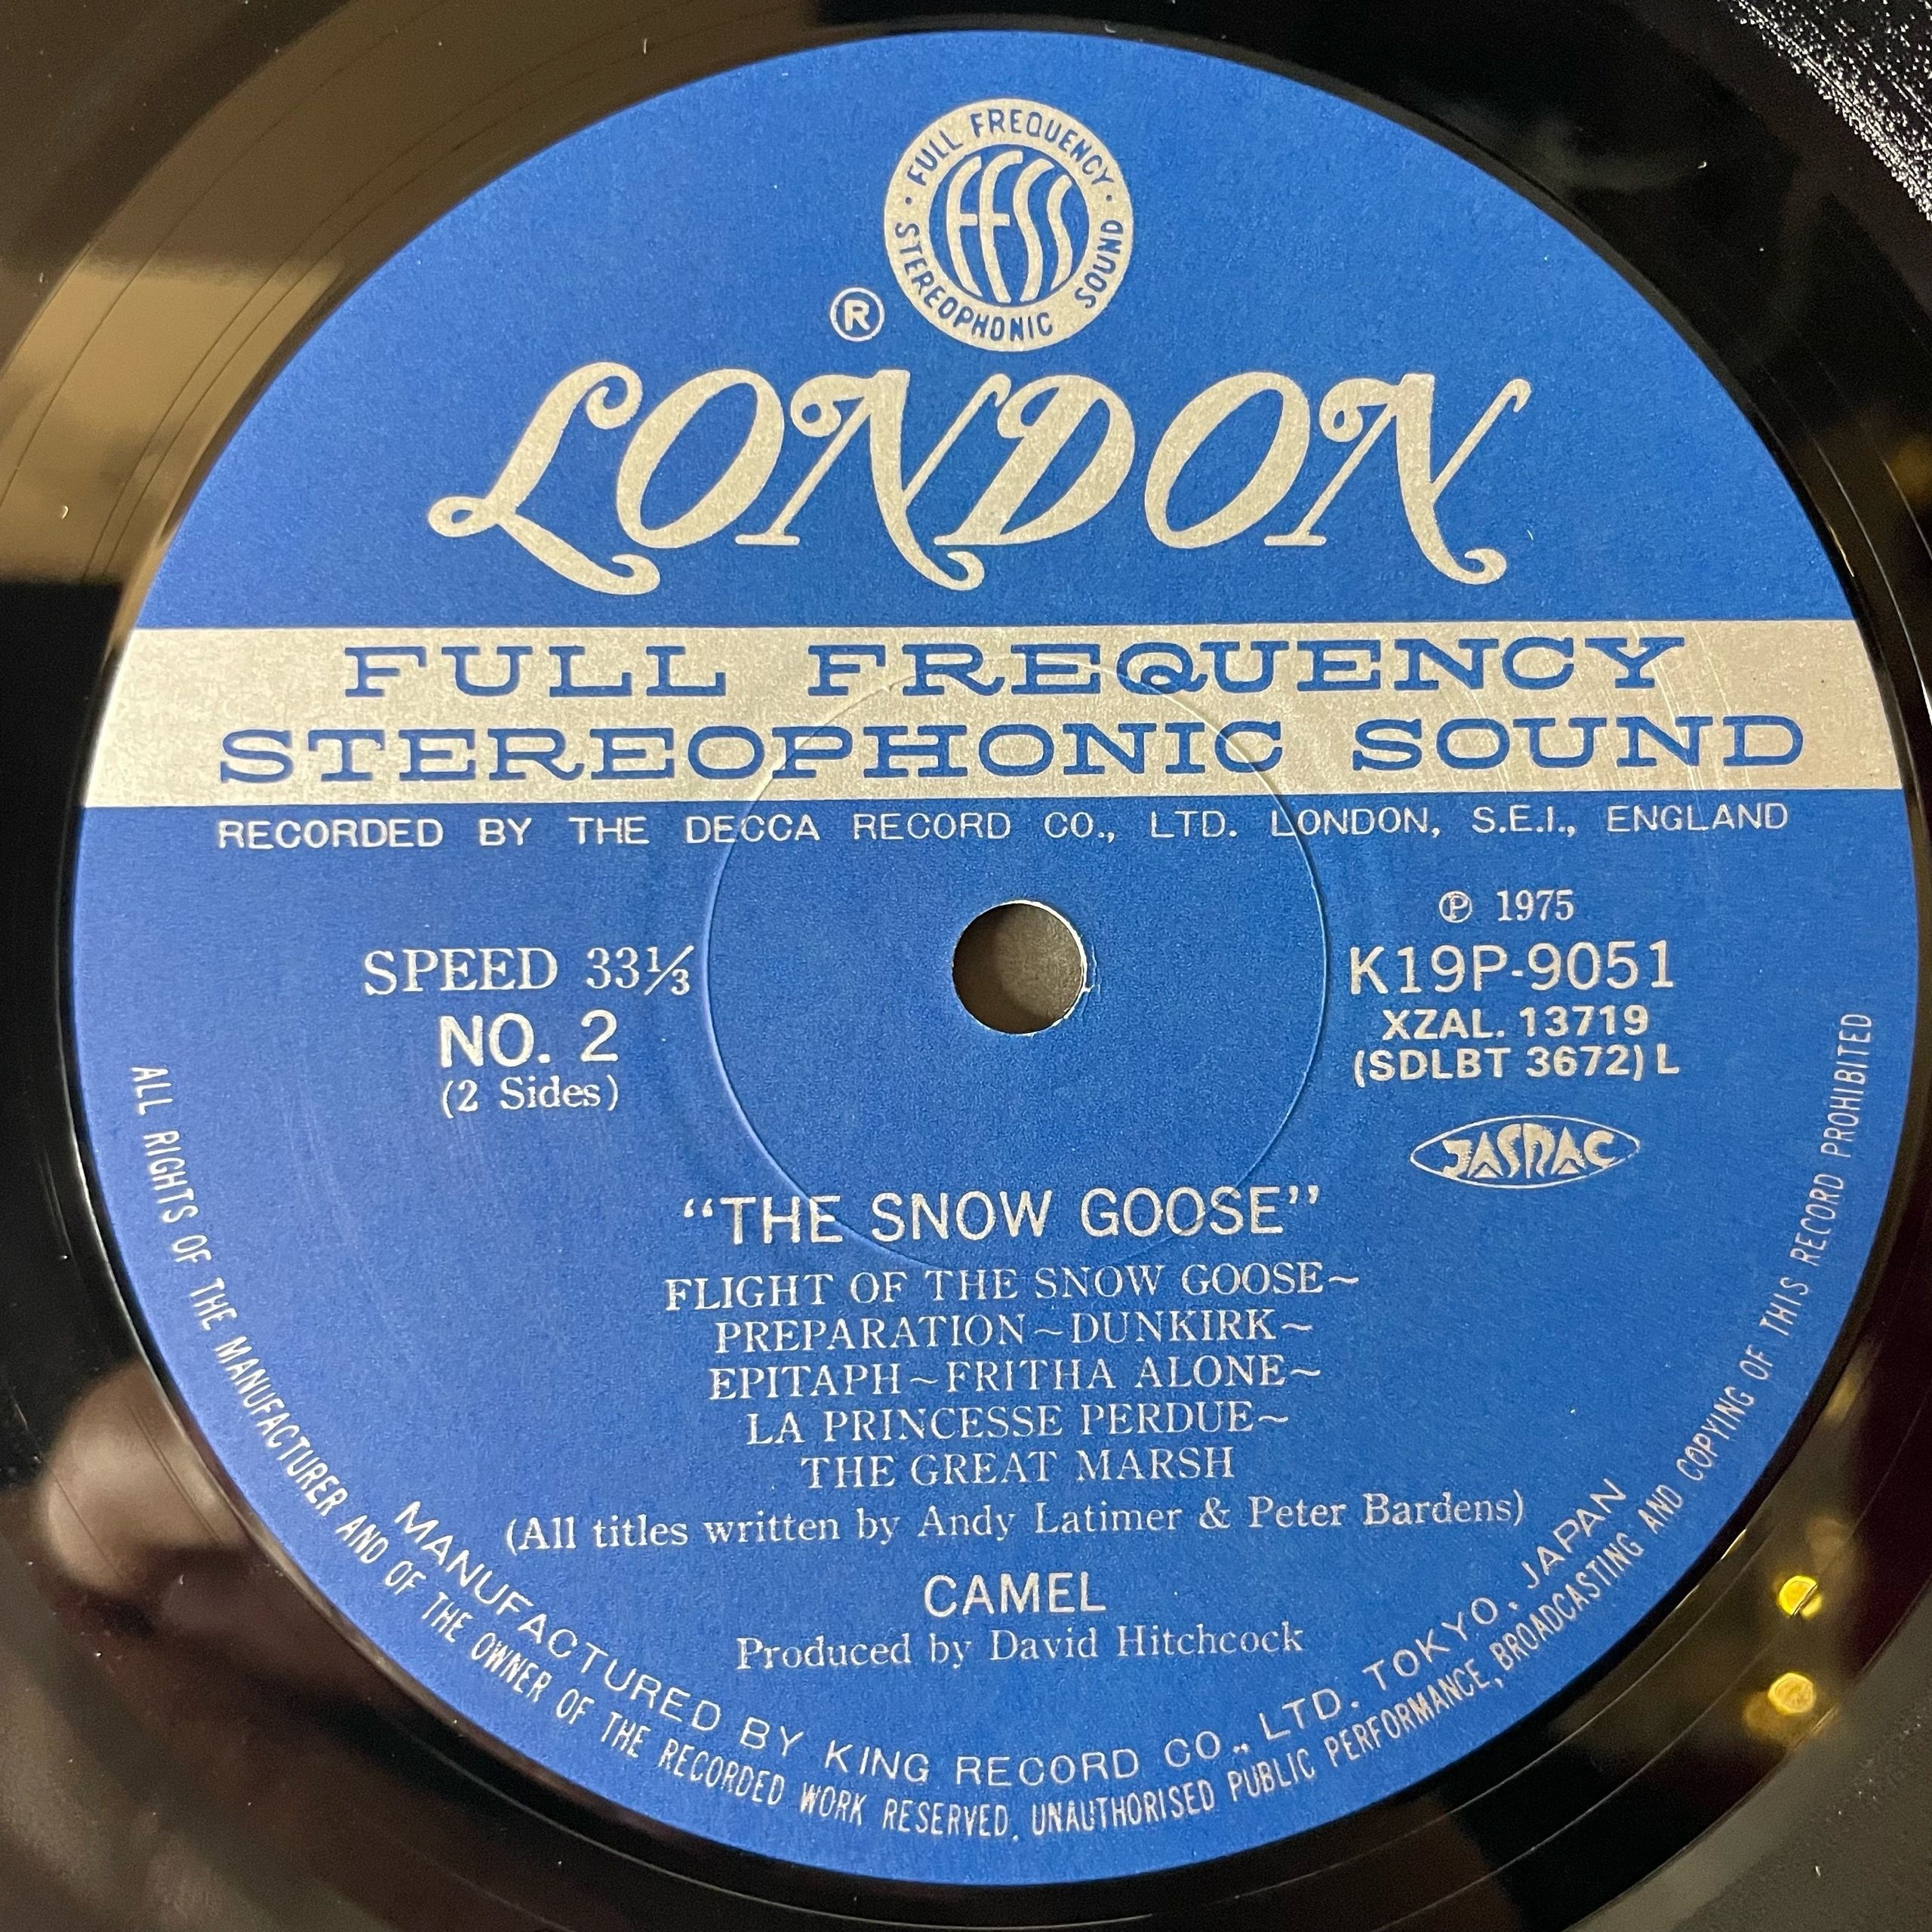 · FULL FREQUENCY ·
STEREOPHONIC SOUND
FFSS
®
LONDON
FULL FREQUENCY
STEREOPHONIC SOUND
RECORDED BY THE DECCA RECORD CO., LTD. LONDON, S.E.I., ENGLAND
℗ 1975
SPEED 33⅓
K19P-9051
NO. 2
XZAL. 13719
(2 Sides)
(SDLBT 3672) L
JASRAC
"THE SNOW GOOSE"
FLIGHT OF THE SNOW GOOSE~
PREPARATION~DUNKIRK~
EPITAPH~FRITHA ALONE~
LA PRINCESSE PERDUE~
THE GREAT MARSH
(All titles written by Andy Latimer & Peter Bardens)
CAMEL
Produced by David Hitchcock
MANUFACTURED BY KING RECORD CO., LTD. TOKYO, JAPAN
ALL RIGHTS OF THE MANUFACTURER AND OF THE OWNER OF THE RECORDED WORK RESERVED. UNAUTHORISED PUBLIC PERFORMANCE, BROADCASTING AND COPYING OF THIS RECORD PROHIBITED